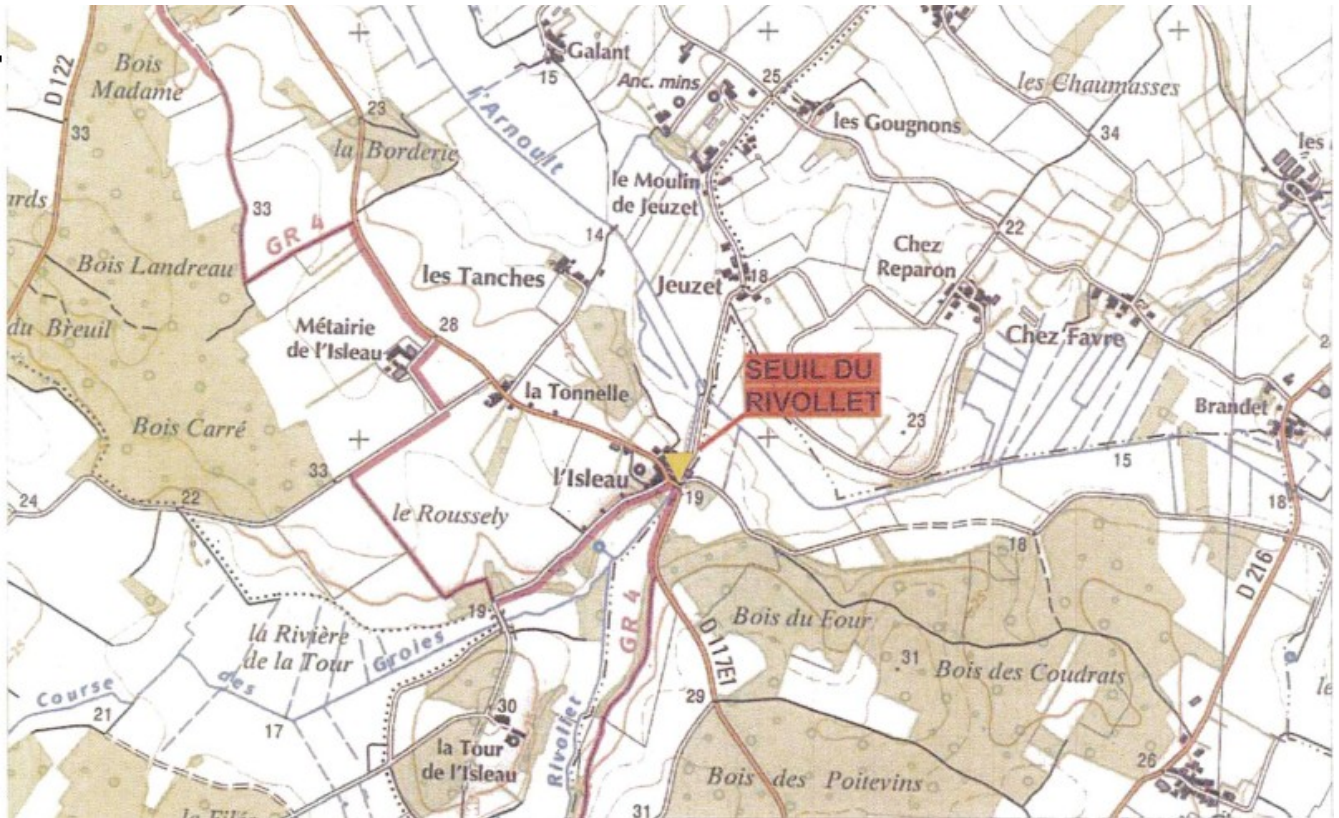 Bois
Madame
D 122
33
23
la Borderie
15
Galant
l'Arnoult
Anc. mins
25
les Gougnons
les Chaumasses
34
les
ards
33
GR 4
Bois Landreau
le Moulin
de Jeuzet
14
les Tanches
Jeuzet
18
Chez
Reparon
22
Chez Favre
du Breuil
Métairie
de l'Isleau
28
la Tonnelle
SEUIL DU
RIVOLLET
23
Brandet
Bois Carré
33
l'Isleau
19
15
18
24
22
le Roussely
18
D 216
19
la Rivière
de la Tour
Course
des
Groies
21
17
30
la Tour
de l'Isleau
Rivollet
GR 4
D 117E1
29
31
Bois du Four
31
Bois des Coudrats
Bois des Poitevins
26